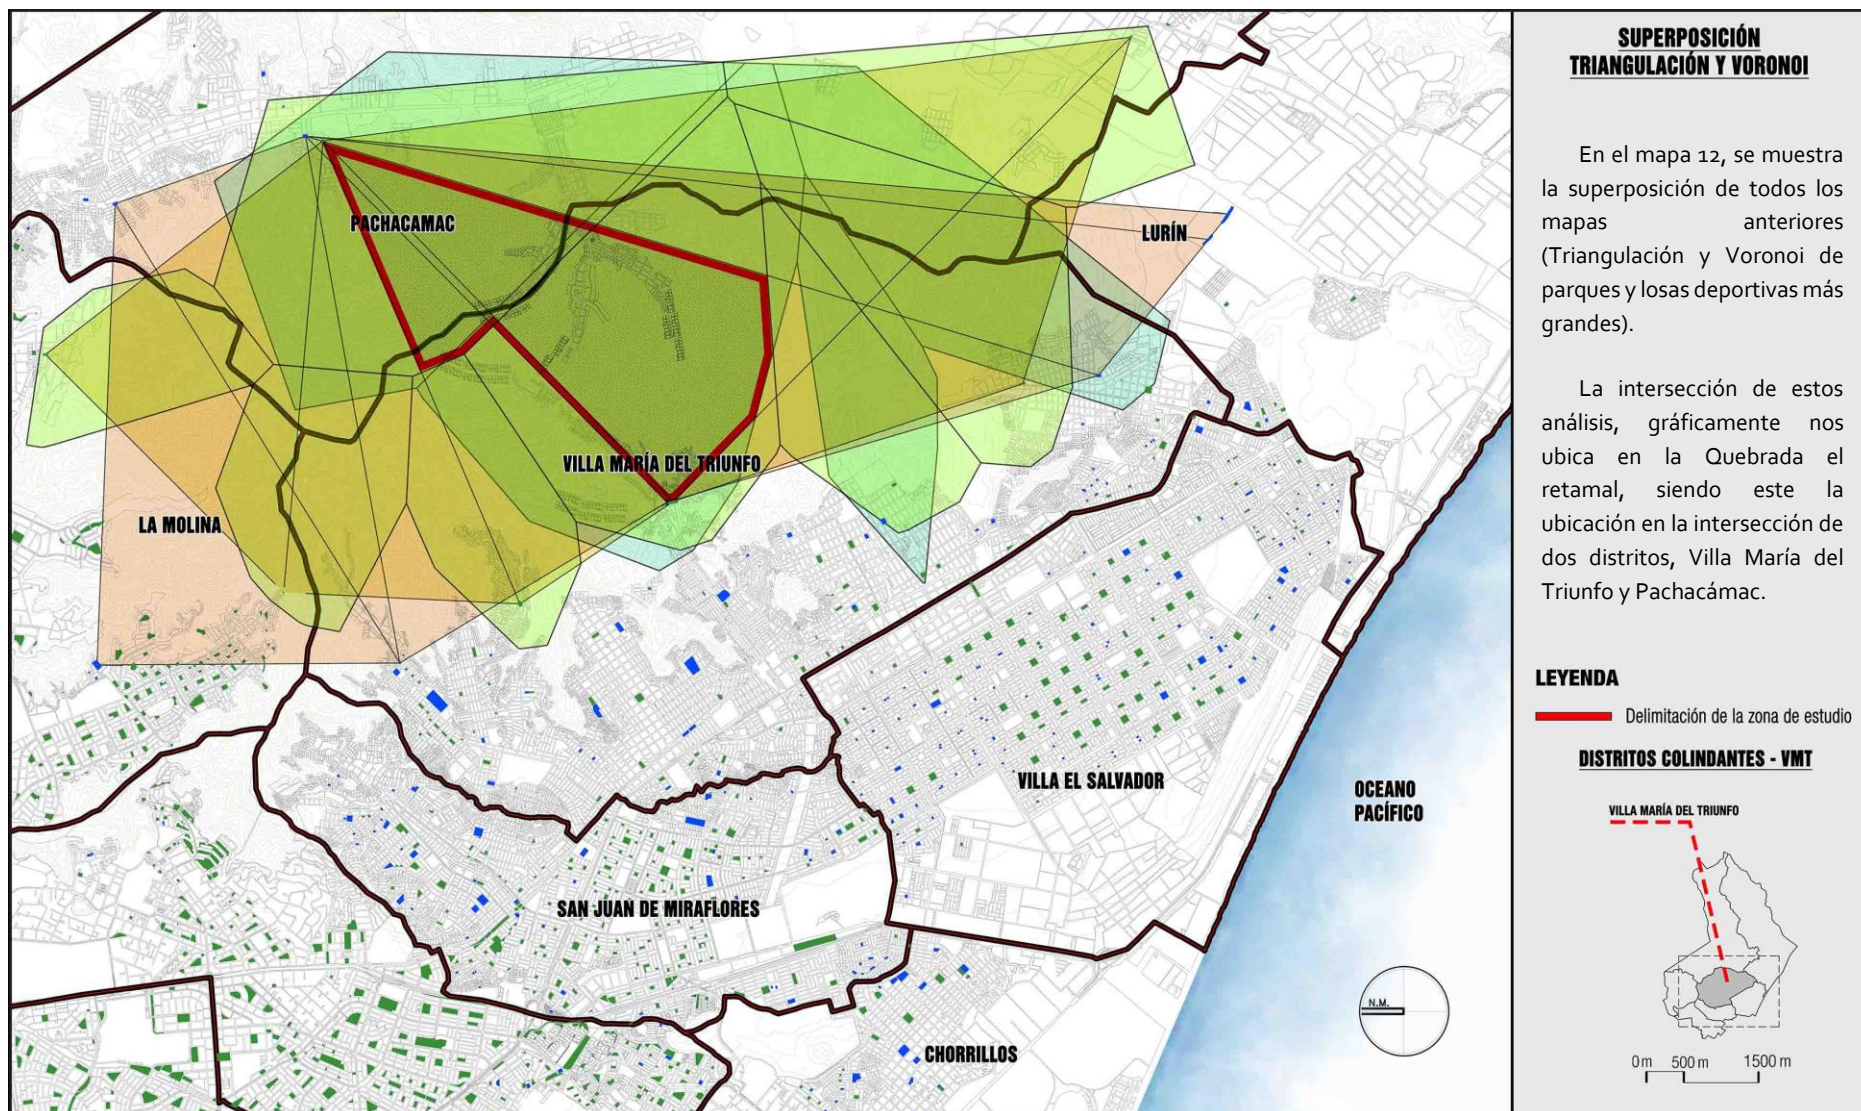 SUPERPOSICIÓN
TRIANGULACIÓN Y VORONOI
En el mapa 12, se muestra
la superposición de todos los
mapas anteriores
(Triangulación y Voronoi de
parques y losas deportivas más
grandes).
La intersección de estos
análisis, gráficamente nos
ubica en la Quebrada el
retamal, siendo este la
ubicación en la intersección de
dos distritos, Villa María del
Triunfo y Pachacámac.
LEYENDA
Delimitación de la zona de estudio
DISTRITOS COLINDANTES - VMT
VILLA MARÍA DEL TRIUNFO
0 m 500 m 1500 m
PACHACAMAC
LURÍN
VILLA MARÍA DEL TRIUNFO
LA MOLINA
VILLA EL SALVADOR
OCEANO
PACÍFICO
SAN JUAN DE MIRAFLORES
N.M.
CHORRILLOS